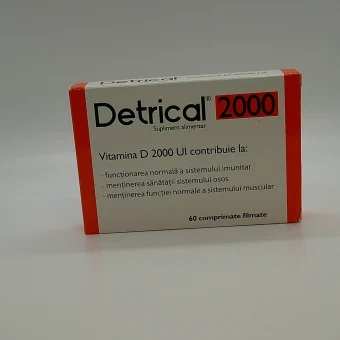 Detrical
Detrical® 2000
Supliment alimentar
Vitamina D 2000 UI contribuie la:
- funcționarea normală a sistemului imunitar
- menținerea sănătății sistemului osos
- menținerea funcției normale a sistemului muscular
60 comprimate filmate